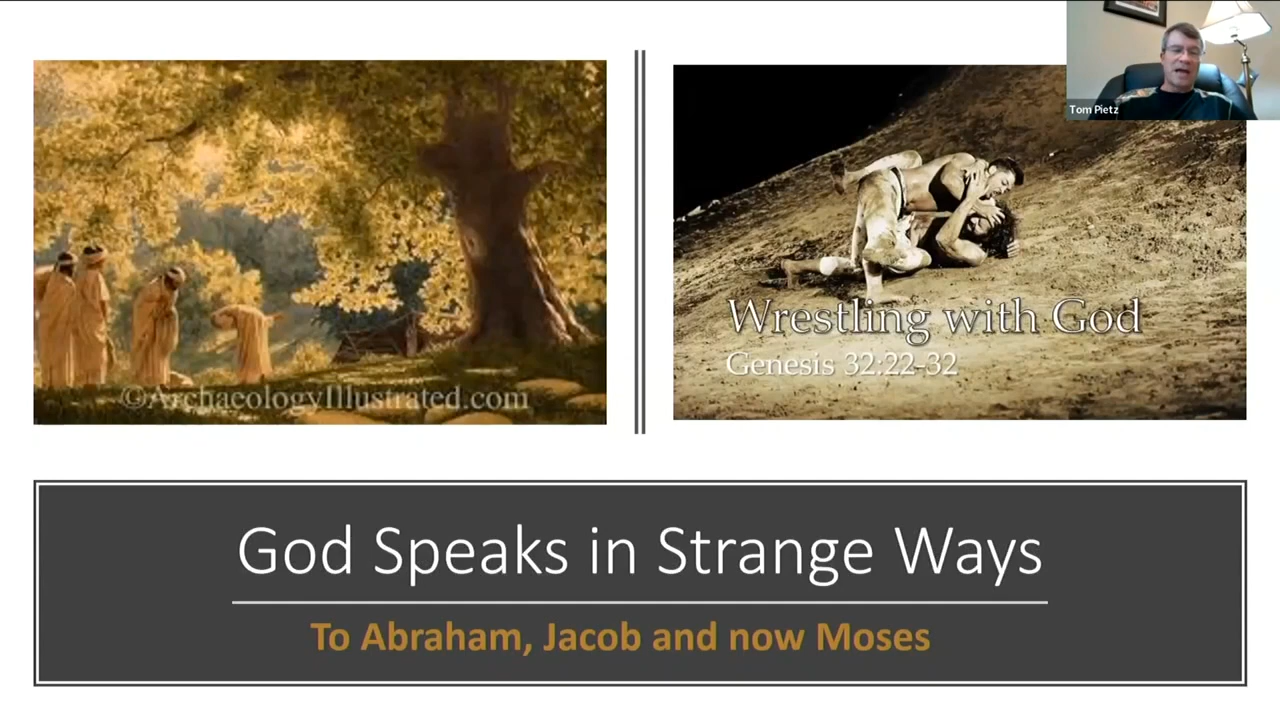 Tom Pietz
©ArchaeologyIllustrated.com
Wrestling with God
Genesis 32:22-32
God Speaks in Strange Ways
To Abraham, Jacob and now Moses